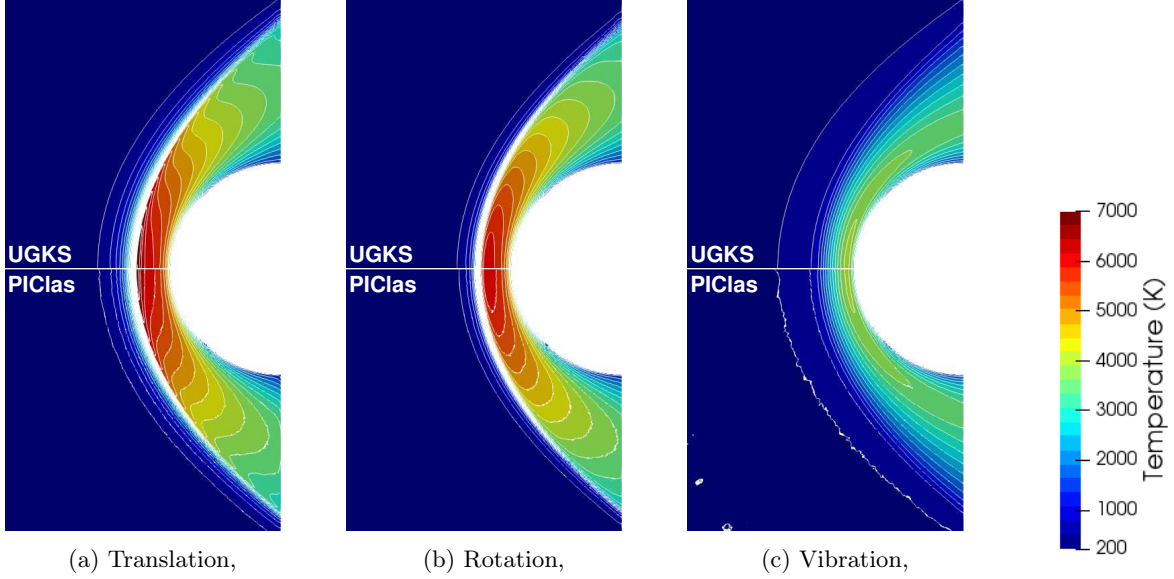 UGKS
PIClas
UGKS
PIClas
UGKS
PIClas
7000
6000
5000
4000
3000
2000
1000
200
Temperature (K)
(a) Translation,
(b) Rotation,
(c) Vibration,